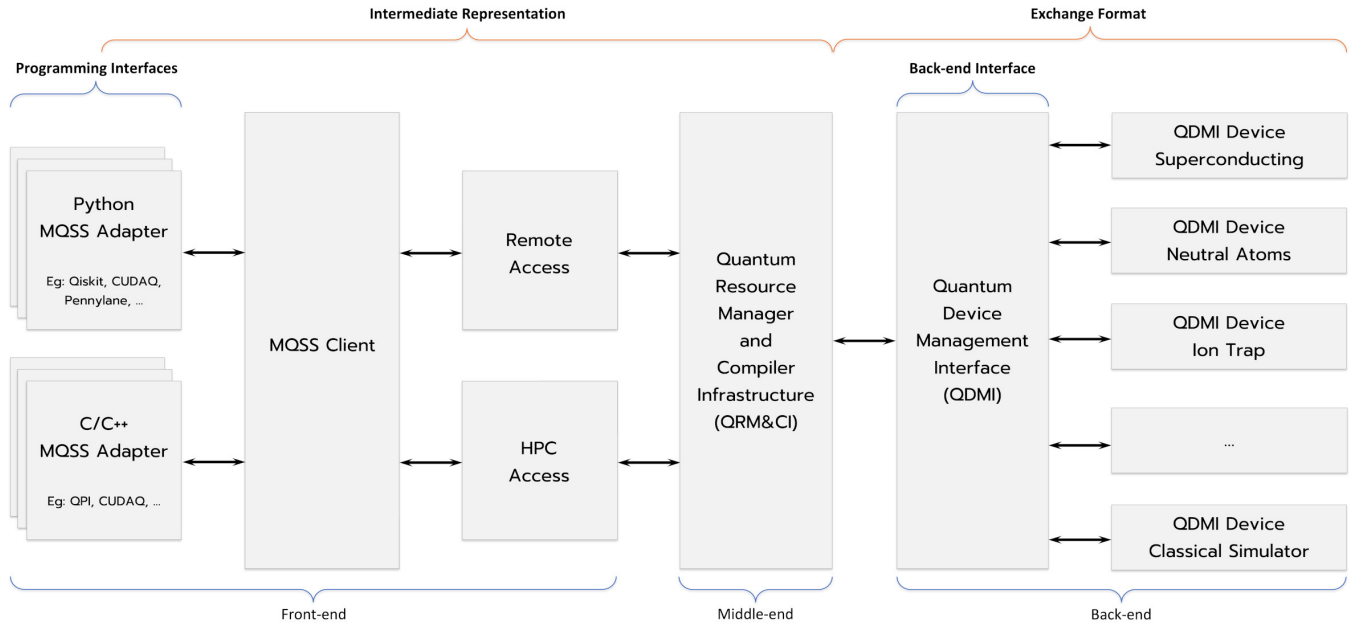 Intermediate Representation
Exchange Format
Programming Interfaces
Back-end Interface
Python
MQSS Adapter
Eg: Qiskit, CUDAQ,
Pennylane, ...
C/C++
MQSS Adapter
Eg: QPI, CUDAQ, ...
MQSS Client
Remote
Access
HPC
Access
Quantum
Resource
Manager
and
Compiler
Infrastructure
(QRM&CI)
Quantum
Device
Management
Interface
(QDMI)
QDMI Device
Superconducting
QDMI Device
Neutral Atoms
QDMI Device
Ion Trap
...
QDMI Device
Classical Simulator
Front-end
Middle-end
Back-end